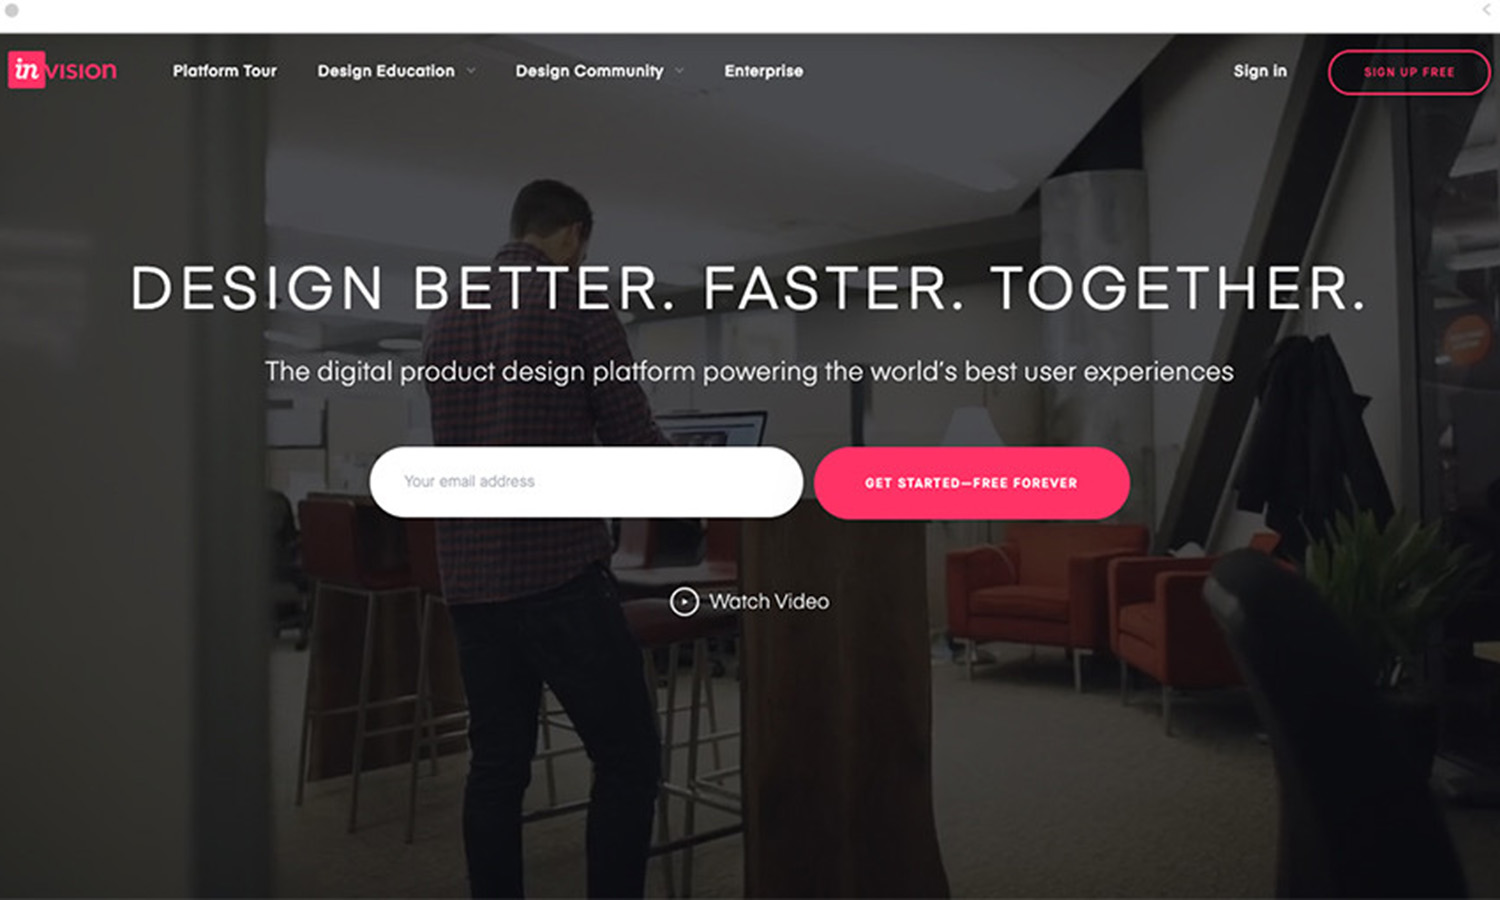 inVISION
Platform Tour
Design Education
Design Community
Enterprise
Sign in
SIGN UP FREE
DESIGN BETTER. FASTER. TOGETHER.
The digital product design platform powering the world's best user experiences
Your email address
GET STARTED—FREE FOREVER
Watch Video